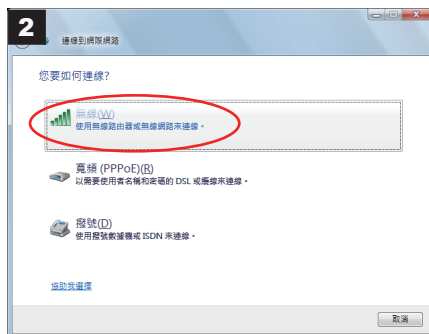 2
連線到網際網路
您要如何連線?
無線(W)
使用無線路由器或無線網路來連線。
寬頻 (PPPoE)(R)
以需要使用者名稱和密碼的 DSL 或纜線來連線。
撥號(D)
使用撥號數據機或 ISDN 來連線。
協助我選擇
取消